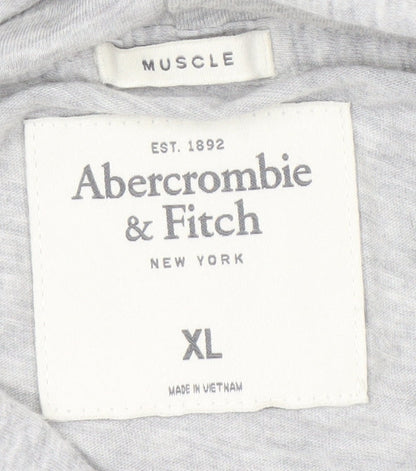 MUSCLE
EST. 1892
Abercrombie
& Fitch
NEW YORK
XL
MADE IN VIETNAM